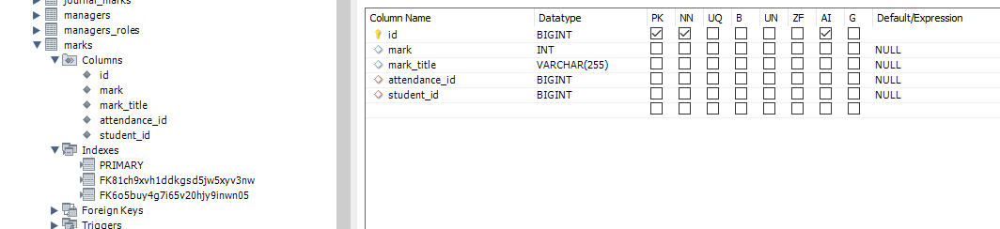 journal_marks
managers
managers_roles
marks
Columns
id
mark
mark_title
attendance_id
student_id
Indexes
PRIMARY
FK81ch9xvh1ddkgsd5jw5xyv3nw
FK6o5buy4g7i65v20hjy9inwn05
Foreign Keys
Triggers
Column Name Datatype PK NN UQ B UN ZF AI G Default/Expression
id BIGINT
mark INT NULL
mark_title VARCHAR(255) NULL
attendance_id BIGINT NULL
student_id BIGINT NULL